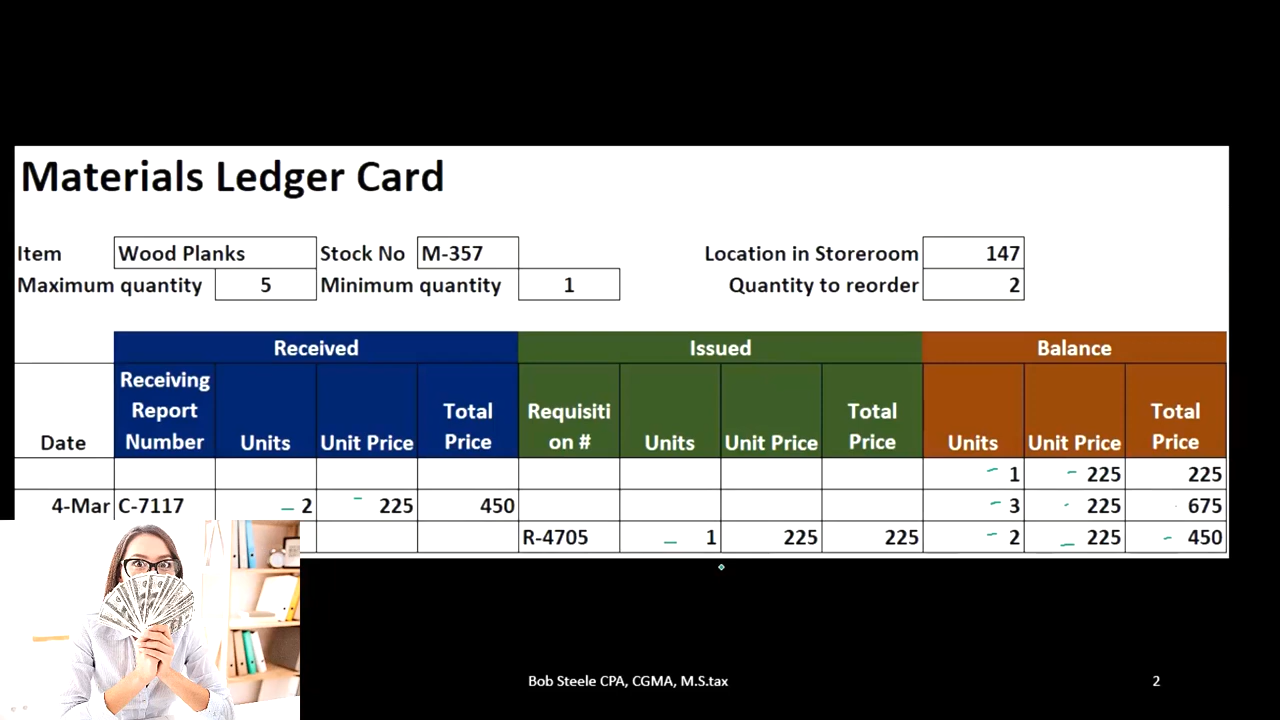 Materials Ledger Card
Item Wood Planks Stock No M-357 Location in Storeroom 147
Maximum quantity 5 Minimum quantity 1 Quantity to reorder 2
Received Issued Balance
Date Receiving Report Number Units Unit Price Total Price Requisiti on # Units Unit Price Total Price Units Unit Price Total Price
1 225 225
4-Mar C-7117 2 225 450 3 225 675
R-4705 1 225 225 2 225 450
Bob Steele CPA, CGMA, M.S.tax 2